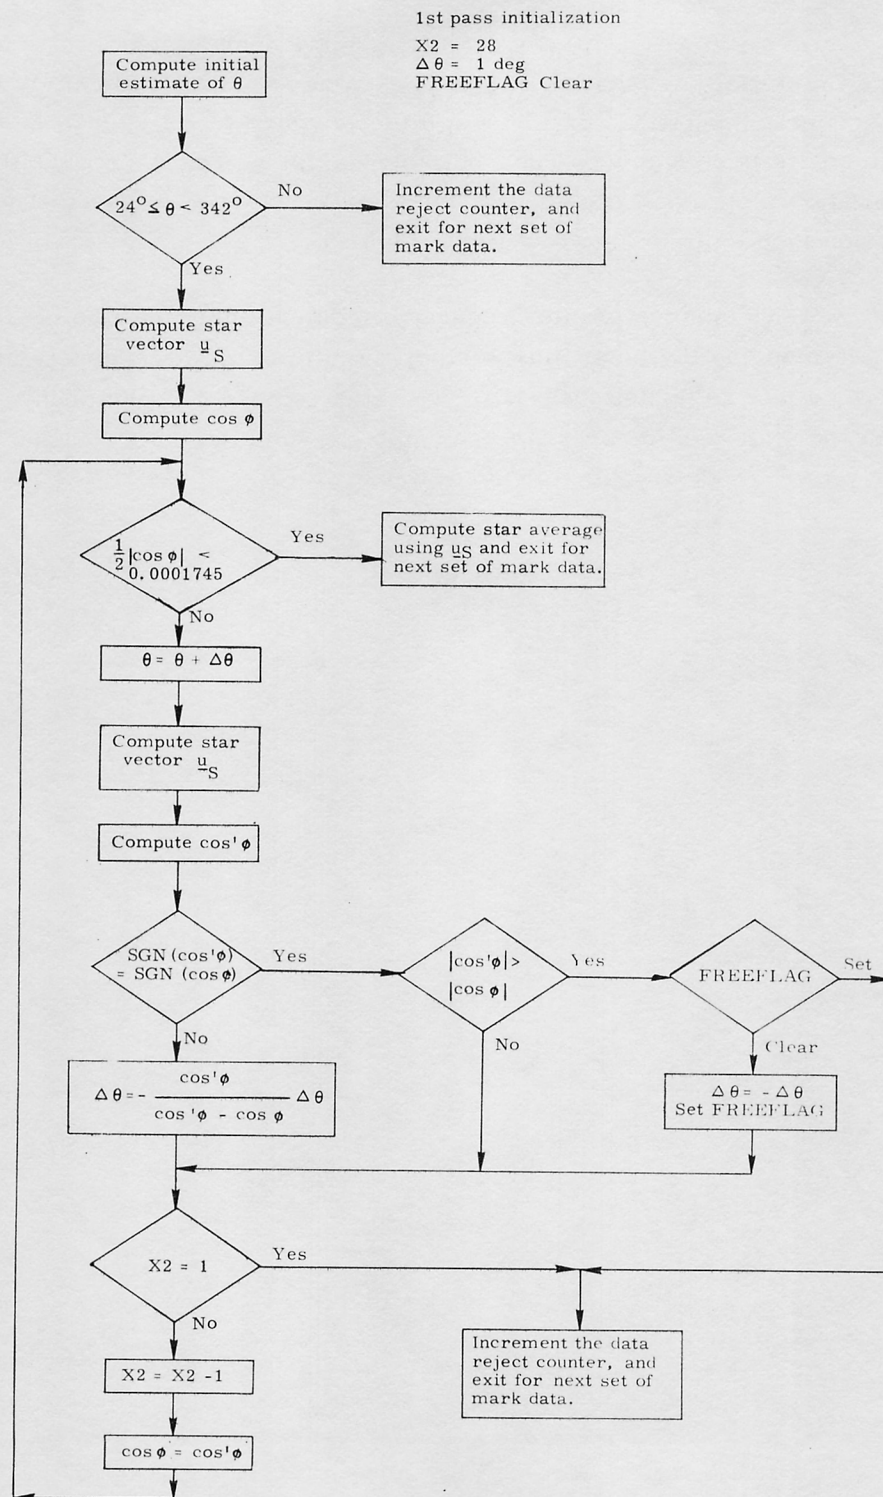 1st pass initialization
X2 = 28
Δθ = 1 deg
FREEFLAG Clear
Compute initial
estimate of θ
24° ≤ θ < 342°
No
Increment the data
reject counter, and
exit for next set of
mark data.
Yes
Compute star
vector u_S
Compute cos φ
1/2 |cos φ| <
0.0001745
Yes
Compute star average
using us and exit for
next set of mark data.
No
θ = θ + Δθ
Compute star
vector u_S
Compute cos'φ
SGN (cos'φ)
= SGN (cos φ)
Yes
|cos'φ| >
|cos φ|
Yes
FREEFLAG
Set
No
No
Clear
Δθ = - cos'φ / (cos'φ - cos φ) Δθ
Δθ = - Δθ
Set FREEFLAG
X2 = 1
Yes
No
Increment the data
reject counter, and
exit for next set of
mark data.
X2 = X2 -1
cos φ = cos'φ